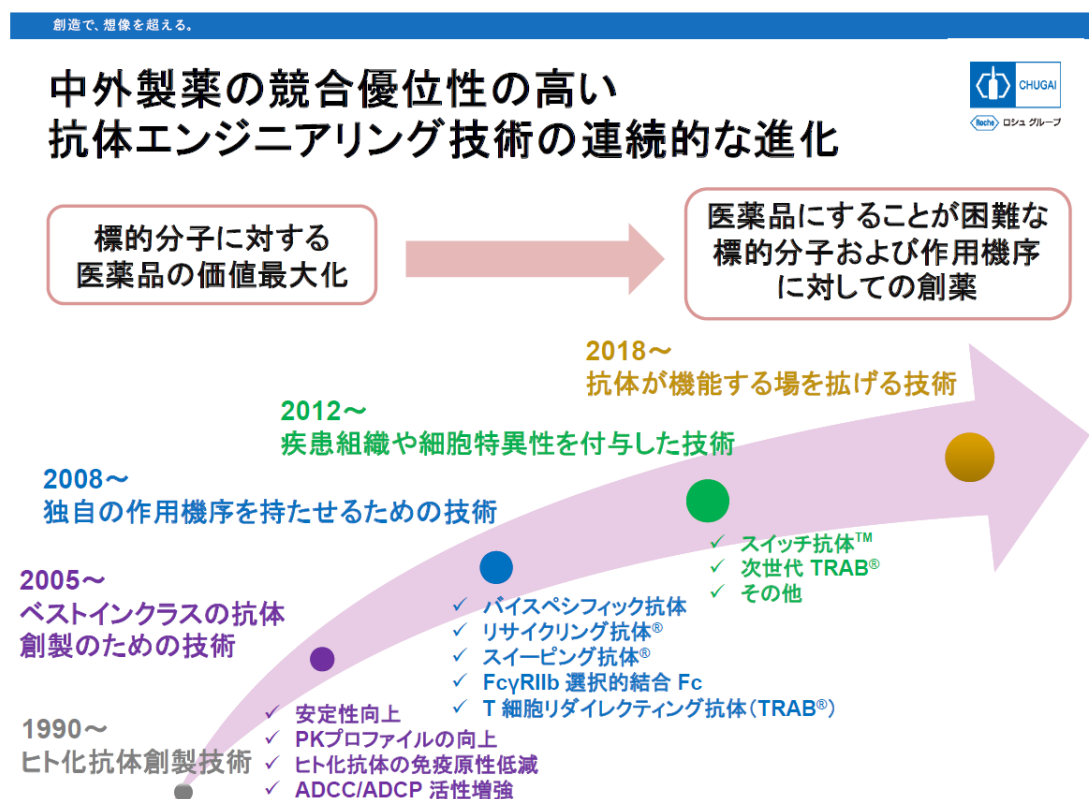 創造で、想像を超える。
中外製薬の競合優位性の高い
抗体エンジニアリング技術の連続的な進化
CHUGAI
Roche ロシュ グループ
標的分子に対する
医薬品の価値最大化
医薬品にすることが困難な
標的分子および作用機序
に対しての創薬
2018～
抗体が機能する場を拡げる技術
2012～
疾患組織や細胞特異性を付与した技術
✓ スイッチ抗体™
✓ 次世代 TRAB®
✓ その他
2008～
独自の作用機序を持たせるための技術
✓ バイスペシフィック抗体
✓ リサイクリング抗体®
✓ スイーピング抗体®
✓ FcγRIIb 選択的結合 Fc
✓ T 細胞リダイレクティング抗体（TRAB®）
2005～
ベストインクラスの抗体
創製のための技術
✓ 安定性向上
✓ PKプロファイルの向上
✓ ヒト化抗体の免疫原性低減
✓ ADCC/ADCP 活性増強
1990～
ヒト化抗体創製技術